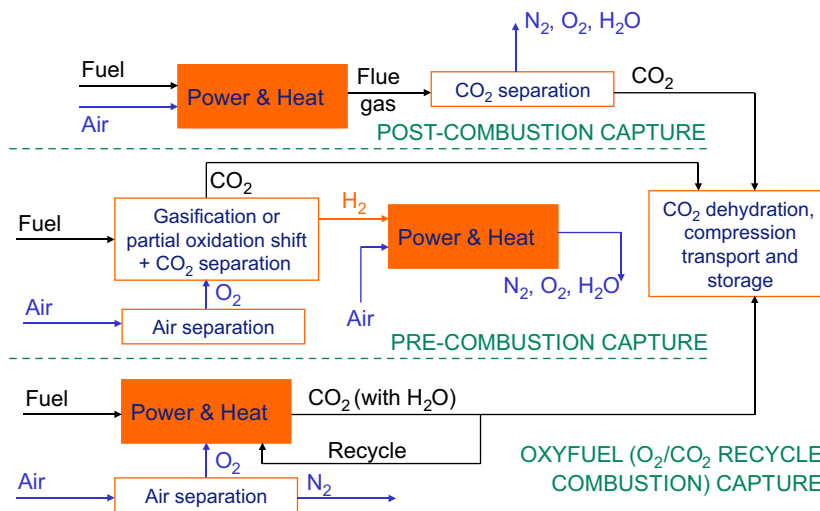 N₂, O₂, H₂O
Fuel
Air
Power & Heat
Flue
gas
CO₂ separation
CO₂
POST-COMBUSTION CAPTURE
CO₂
Fuel
Gasification or
partial oxidation shift
+ CO₂ separation
H₂
Power & Heat
CO₂ dehydration,
compression
transport and
storage
Air
O₂
Air separation
Air
N₂, O₂, H₂O
PRE-COMBUSTION CAPTURE
Fuel
Power & Heat
CO₂ (with H₂O)
Recycle
O₂
Air
Air separation
N₂
OXYFUEL (O₂/CO₂ RECYCLE
COMBUSTION) CAPTURE